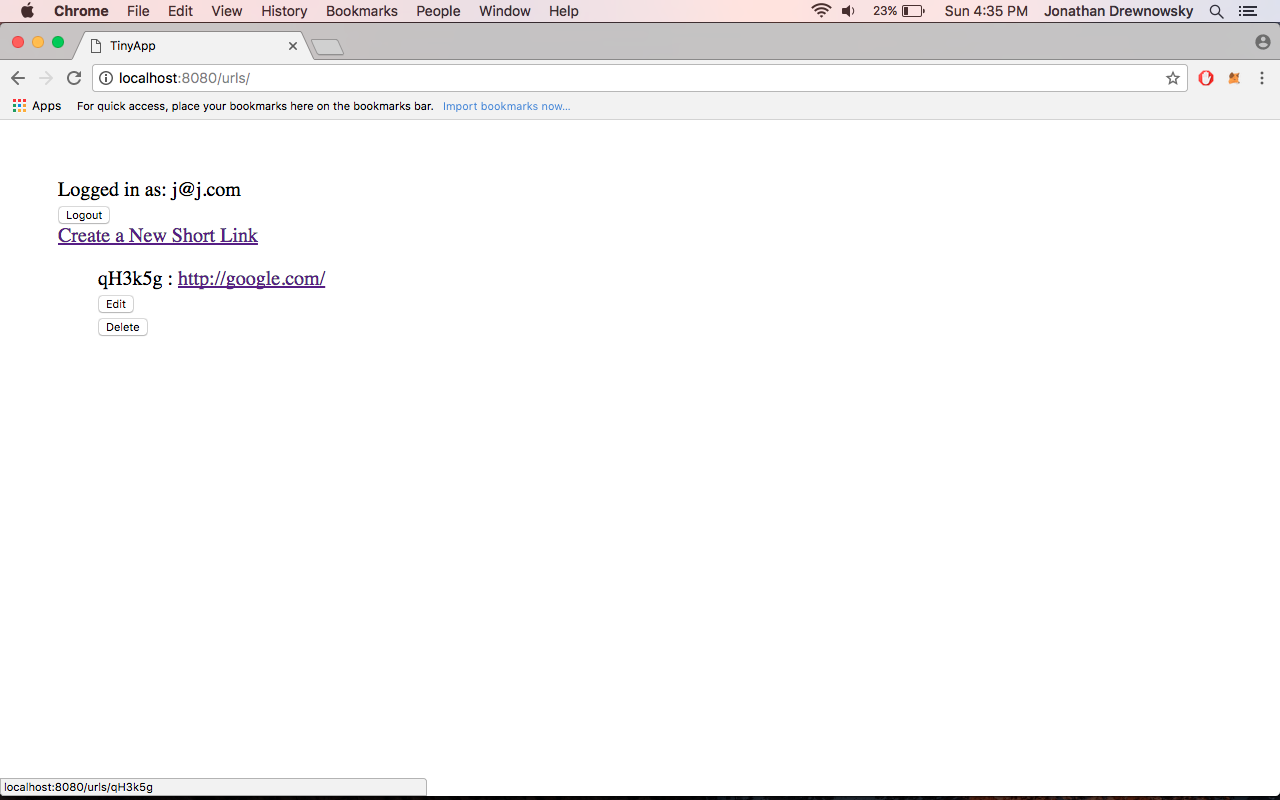 Chrome File Edit View History Bookmarks People Window Help 23% Sun 4:35 PM Jonathan Drewnowsky
TinyApp
localhost:8080/urls/
Apps For quick access, place your bookmarks here on the bookmarks bar. Import bookmarks now...
Logged in as: j@j.com
Logout
Create a New Short Link
qH3k5g : http://google.com/
Edit
Delete
localhost:8080/urls/qH3k5g